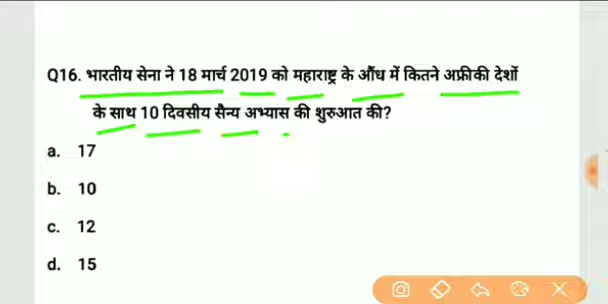 Q16. भारतीय सेना ने 18 मार्च 2019 को महाराष्ट्र के औंध में कितने अफ्रीकी देशों
के साथ 10 दिवसीय सैन्य अभ्यास की शुरुआत की?
a. 17
b. 10
c. 12
d. 15